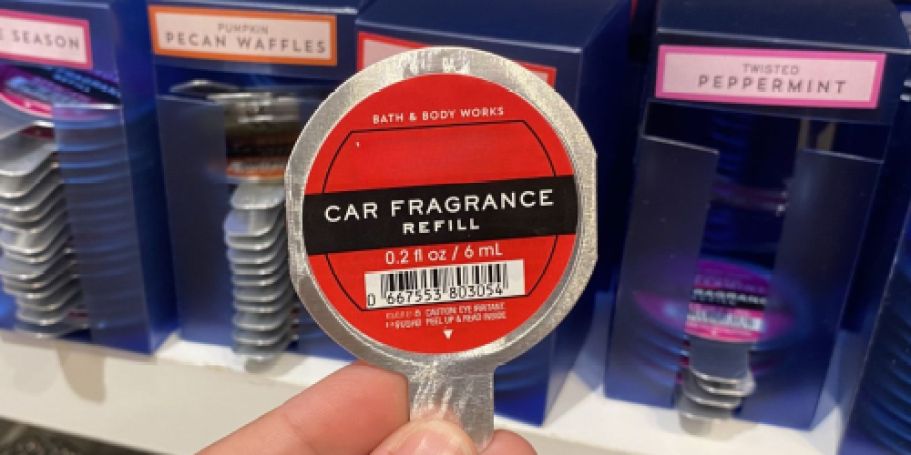 E SEASON
PUMPKIN
PECAN WAFFLES
TWISTED
PEPPERMINT
BATH & BODY WORKS
CAR FRAGRANCE
REFILL
0.2 fl oz / 6 mL
0 667553 803054
CAUTION: EYE IRRITANT.
PEEL UP & READ INSIDE